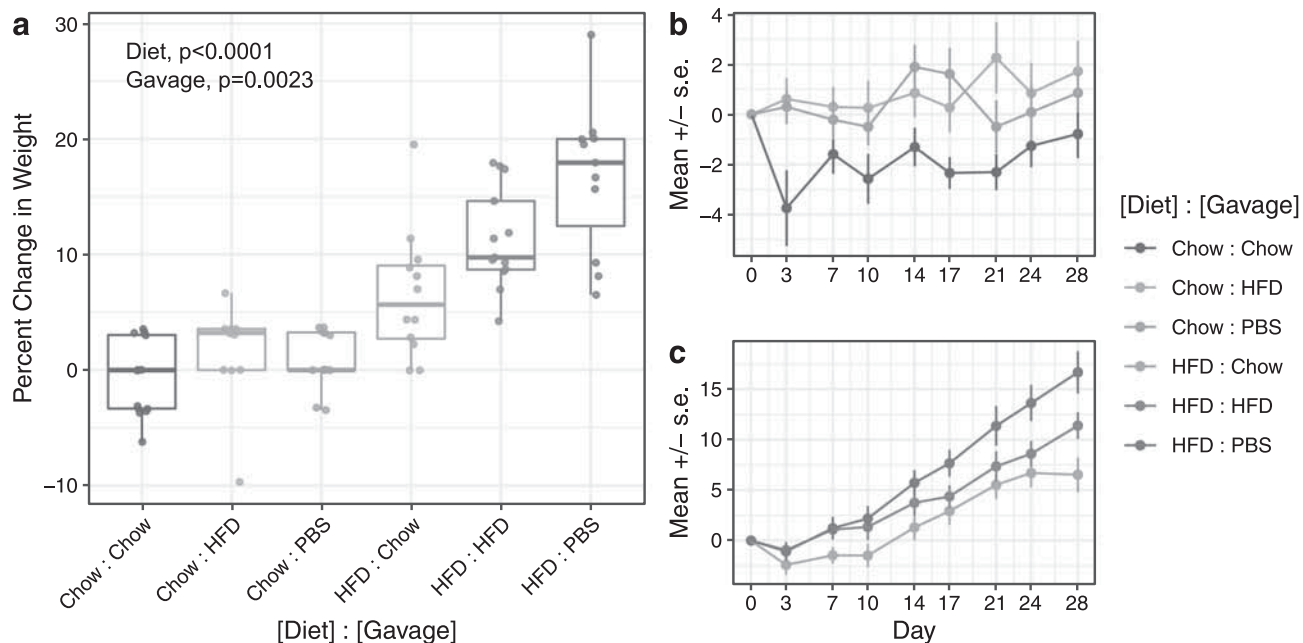 a
Diet, p<0.0001
Gavage, p=0.0023
Percent Change in Weight
30
20
10
0
−10
Chow : Chow
Chow : HFD
Chow : PBS
HFD : Chow
HFD : HFD
HFD : PBS
[Diet] : [Gavage]
b
Mean +/− s.e.
4
2
0
−2
−4
0 3 7 10 14 17 21 24 28
c
Mean +/− s.e.
15
10
5
0
0 3 7 10 14 17 21 24 28
Day
[Diet] : [Gavage]
Chow : Chow
Chow : HFD
Chow : PBS
HFD : Chow
HFD : HFD
HFD : PBS